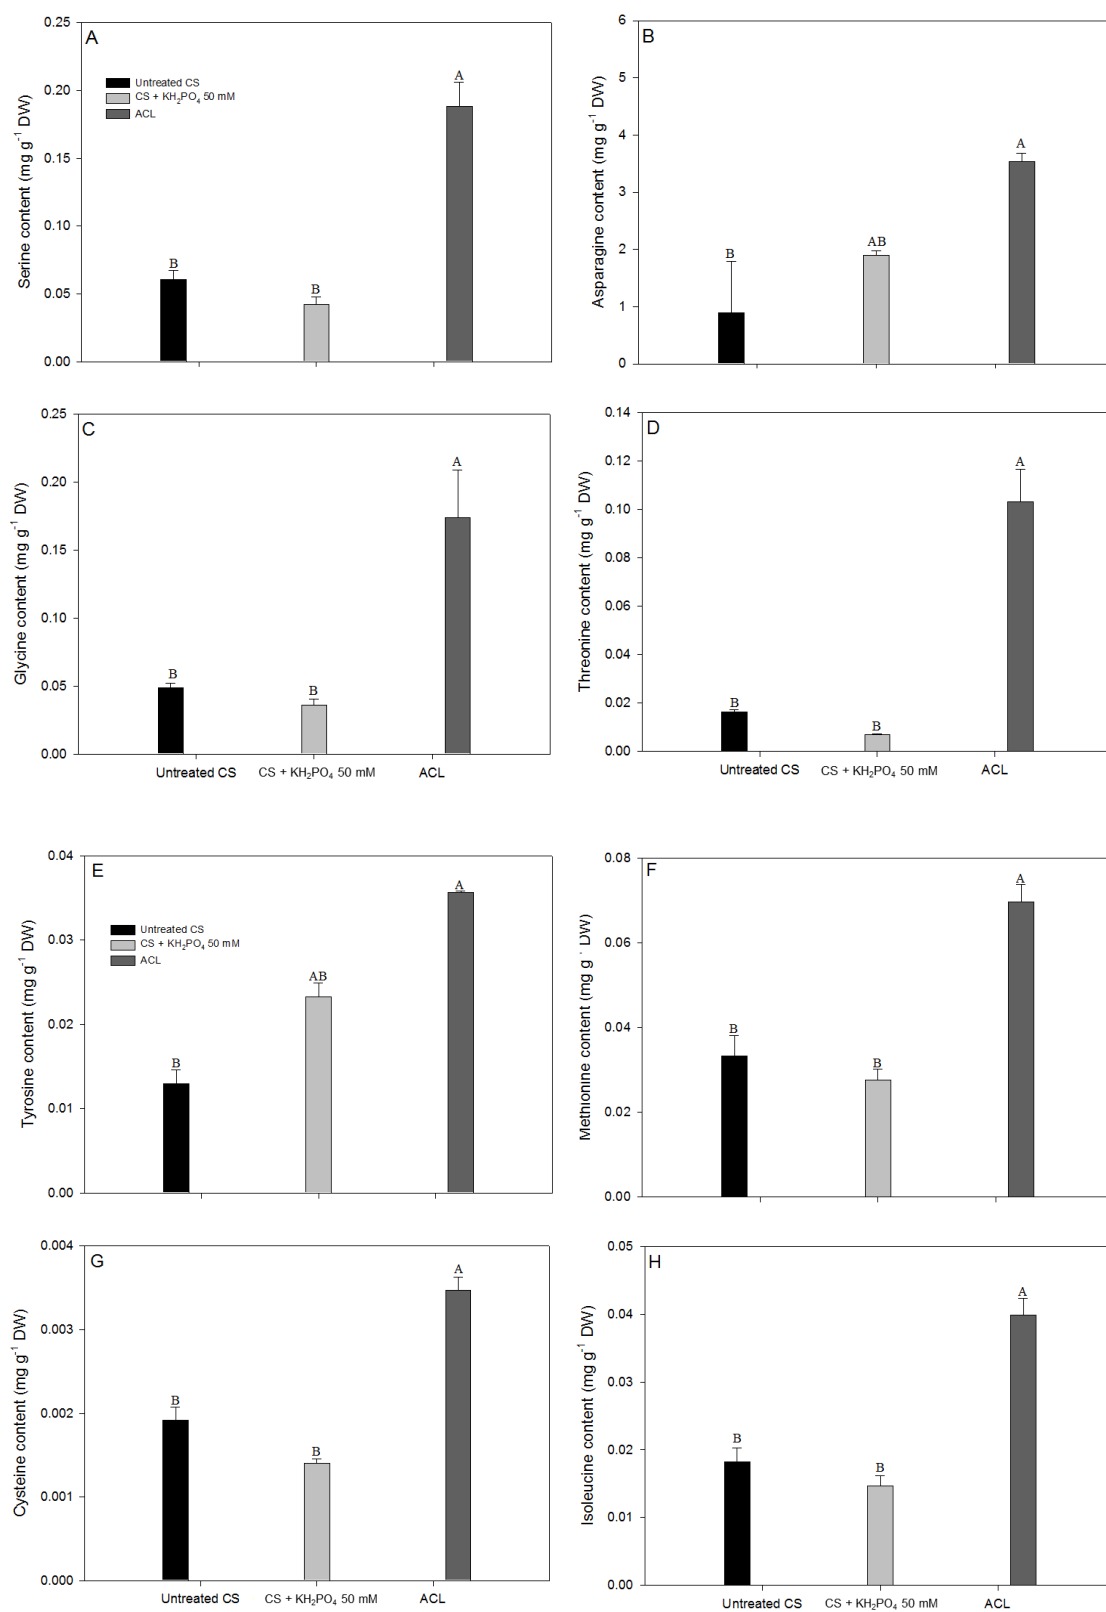 A
Serine content (mg g⁻¹ DW)
0.25
0.20
0.15
0.10
0.05
0.00
Untreated CS
CS + KH₂PO₄ 50 mM
ACL
B
B
A
B
Asparagine content (mg g⁻¹ DW)
6
5
4
3
2
1
0
B
AB
A
C
Glycine content (mg g⁻¹ DW)
0.25
0.20
0.15
0.10
0.05
0.00
B
B
A
Untreated CS
CS + KH₂PO₄ 50 mM
ACL
D
Threonine content (mg g⁻¹ DW)
0.14
0.12
0.10
0.08
0.06
0.04
0.02
0.00
B
B
A
Untreated CS
CS + KH₂PO₄ 50 mM
ACL
E
Tyrosine content (mg g⁻¹ DW)
0.04
0.03
0.02
0.01
0.00
Untreated CS
CS + KH₂PO₄ 50 mM
ACL
B
AB
A
F
Methionine content (mg g⁻¹ DW)
0.08
0.06
0.04
0.02
0.00
B
B
A
G
Cysteine content (mg g⁻¹ DW)
0.004
0.003
0.002
0.001
0.000
B
B
A
Untreated CS
CS + KH₂PO₄ 50 mM
ACL
H
Isoleucine content (mg g⁻¹ DW)
0.05
0.04
0.03
0.02
0.01
0.00
B
B
A
Untreated CS
CS + KH₂PO₄ 50 mM
ACL